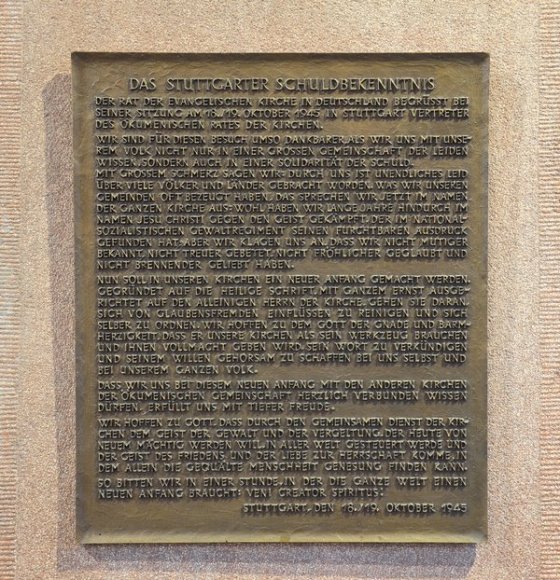 DAS STUTTGARTER SCHULDBEKENNTNIS
DER RAT DER EVANGELISCHEN KIRCHE IN DEUTSCHLAND BEGRÜSST BEI
SEINER SITZUNG AM 18./19. OKTOBER 1945 IN STUTTGART VERTRETER
DES ÖKUMENISCHEN RATES DER KIRCHEN.
WIR SIND FÜR DIESEN BESUCH UMSO DANKBARER, ALS WIR UNS MIT UNSE-
REM VOLK NICHT NUR IN EINER GROSSEN GEMEINSCHAFT DER LEIDEN
WISSEN, SONDERN AUCH IN EINER SOLIDARITÄT DER SCHULD.
MIT GROSSEM SCHMERZ SAGEN WIR: DURCH UNS IST UNENDLICHES LEID
ÜBER VIELE VÖLKER UND LÄNDER GEBRACHT WORDEN. WAS WIR UNSEREN
GEMEINDEN OFT BEZEUGT HABEN, DAS SPRECHEN WIR JETZT IM NAMEN
DER GANZEN KIRCHE AUS: WOHL HABEN WIR LANGE JAHRE HINDURCH IM
NAMEN JESU CHRISTI GEGEN DEN GEIST GEKÄMPFT, DER IM NATIONAL-
SOZIALISTISCHEN GEWALTREGIMENT SEINEN FURCHTBAREN AUSDRUCK
GEFUNDEN HAT; ABER WIR KLAGEN UNS AN, DASS WIR NICHT MUTIGER
BEKANNT, NICHT TREUER GEBETET, NICHT FRÖHLICHER GEGLAUBT UND
NICHT BRENNENDER GELIEBT HABEN.
NUN SOLL IN UNSEREN KIRCHEN EIN NEUER ANFANG GEMACHT WERDEN.
GEGRÜNDET AUF DIE HEILIGE SCHRIFT, MIT GANZEM ERNST AUSGE-
RICHTET AUF DEN ALLEINIGEN HERRN DER KIRCHE, GEHEN SIE DARAN,
SICH VON GLAUBENSFREMDEN EINFLÜSSEN ZU REINIGEN UND SICH
SELBER ZU ORDNEN. WIR HOFFEN ZU DEM GOTT DER GNADE UND BARM-
HERZIGKEIT, DASS ER UNSERE KIRCHEN ALS SEIN WERKZEUG BRAUCHEN
UND IHNEN VOLLMACHT GEBEN WIRD, SEIN WORT ZU VERKÜNDIGEN
UND SEINEM WILLEN GEHORSAM ZU SCHAFFEN BEI UNS SELBST UND
BEI UNSEREM GANZEN VOLK.
DASS WIR UNS BEI DIESEM NEUEN ANFANG MIT DEN ANDEREN KIRCHEN
DER ÖKUMENISCHEN GEMEINSCHAFT HERZLICH VERBUNDEN WISSEN
DÜRFEN, ERFÜLLT UNS MIT TIEFER FREUDE.
WIR HOFFEN ZU GOTT, DASS DURCH DEN GEMEINSAMEN DIENST DER KIR-
CHEN DEM GEIST DER GEWALT UND DER VERGELTUNG, DER HEUTE VON
NEUEM MÄCHTIG WERDEN WILL, IN ALLER WELT GESTEUERT WERDE UND
DER GEIST DES FRIEDENS UND DER LIEBE ZUR HERRSCHAFT KOMME, IN
DEM ALLEIN DIE GEQUÄLTE MENSCHHEIT GENESUNG FINDEN KANN.
SO BITTEN WIR IN EINER STUNDE, IN DER DIE GANZE WELT EINEN
NEUEN ANFANG BRAUCHT: VENI CREATOR SPIRITUS!
STUTTGART, DEN 18./19. OKTOBER 1945